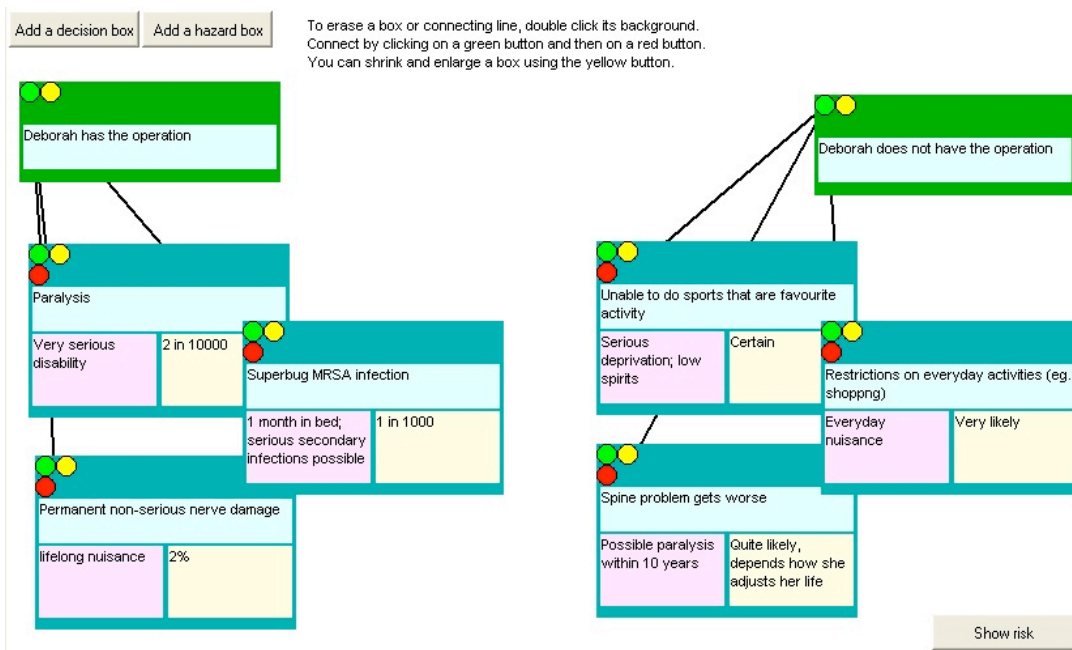 Add a decision box
Add a hazard box
To erase a box or connecting line, double click its background.
Connect by clicking on a green button and then on a red button.
You can shrink and enlarge a box using the yellow button.
Deborah has the operation
Paralysis
Very serious
disability
2 in 10000
Superbug MRSA infection
1 month in bed;
serious secondary
infections possible
1 in 1000
Permanent non-serious nerve damage
lifelong nuisance
2%
Deborah does not have the operation
Unable to do sports that are favourite
activity
Serious
deprivation; low
spirits
Certain
Restrictions on everyday activities (eg.
shoppng)
Everyday
nuisance
Very likely
Spine problem gets worse
Possible paralysis
within 10 years
Quite likely,
depends how she
adjusts her life
Show risk